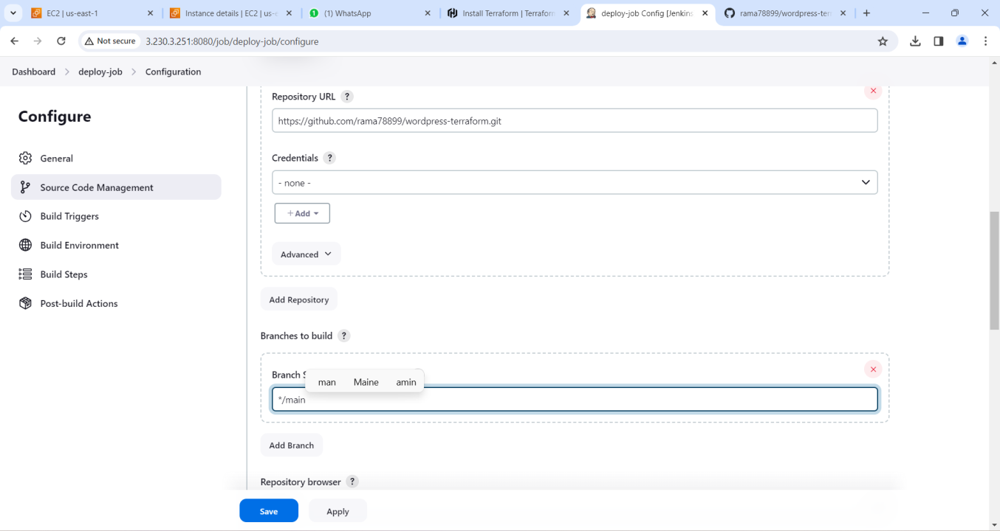 EC2 | us-east-1
Instance details | EC2 | us-e
(1) WhatsApp
Install Terraform | Terraform
deploy-job Config [Jenkins
rama78899/wordpress-terr
Not secure
3.230.3.251:8080/job/deploy-job/configure
Dashboard
deploy-job
Configuration
Configure
General
Source Code Management
Build Triggers
Build Environment
Build Steps
Post-build Actions
Repository URL ?
https://github.com/rama78899/wordpress-terraform.git
Credentials ?
- none -
+ Add
Advanced
Add Repository
Branches to build ?
Branch S
man Maine amin
*/main
Add Branch
Repository browser ?
Save
Apply